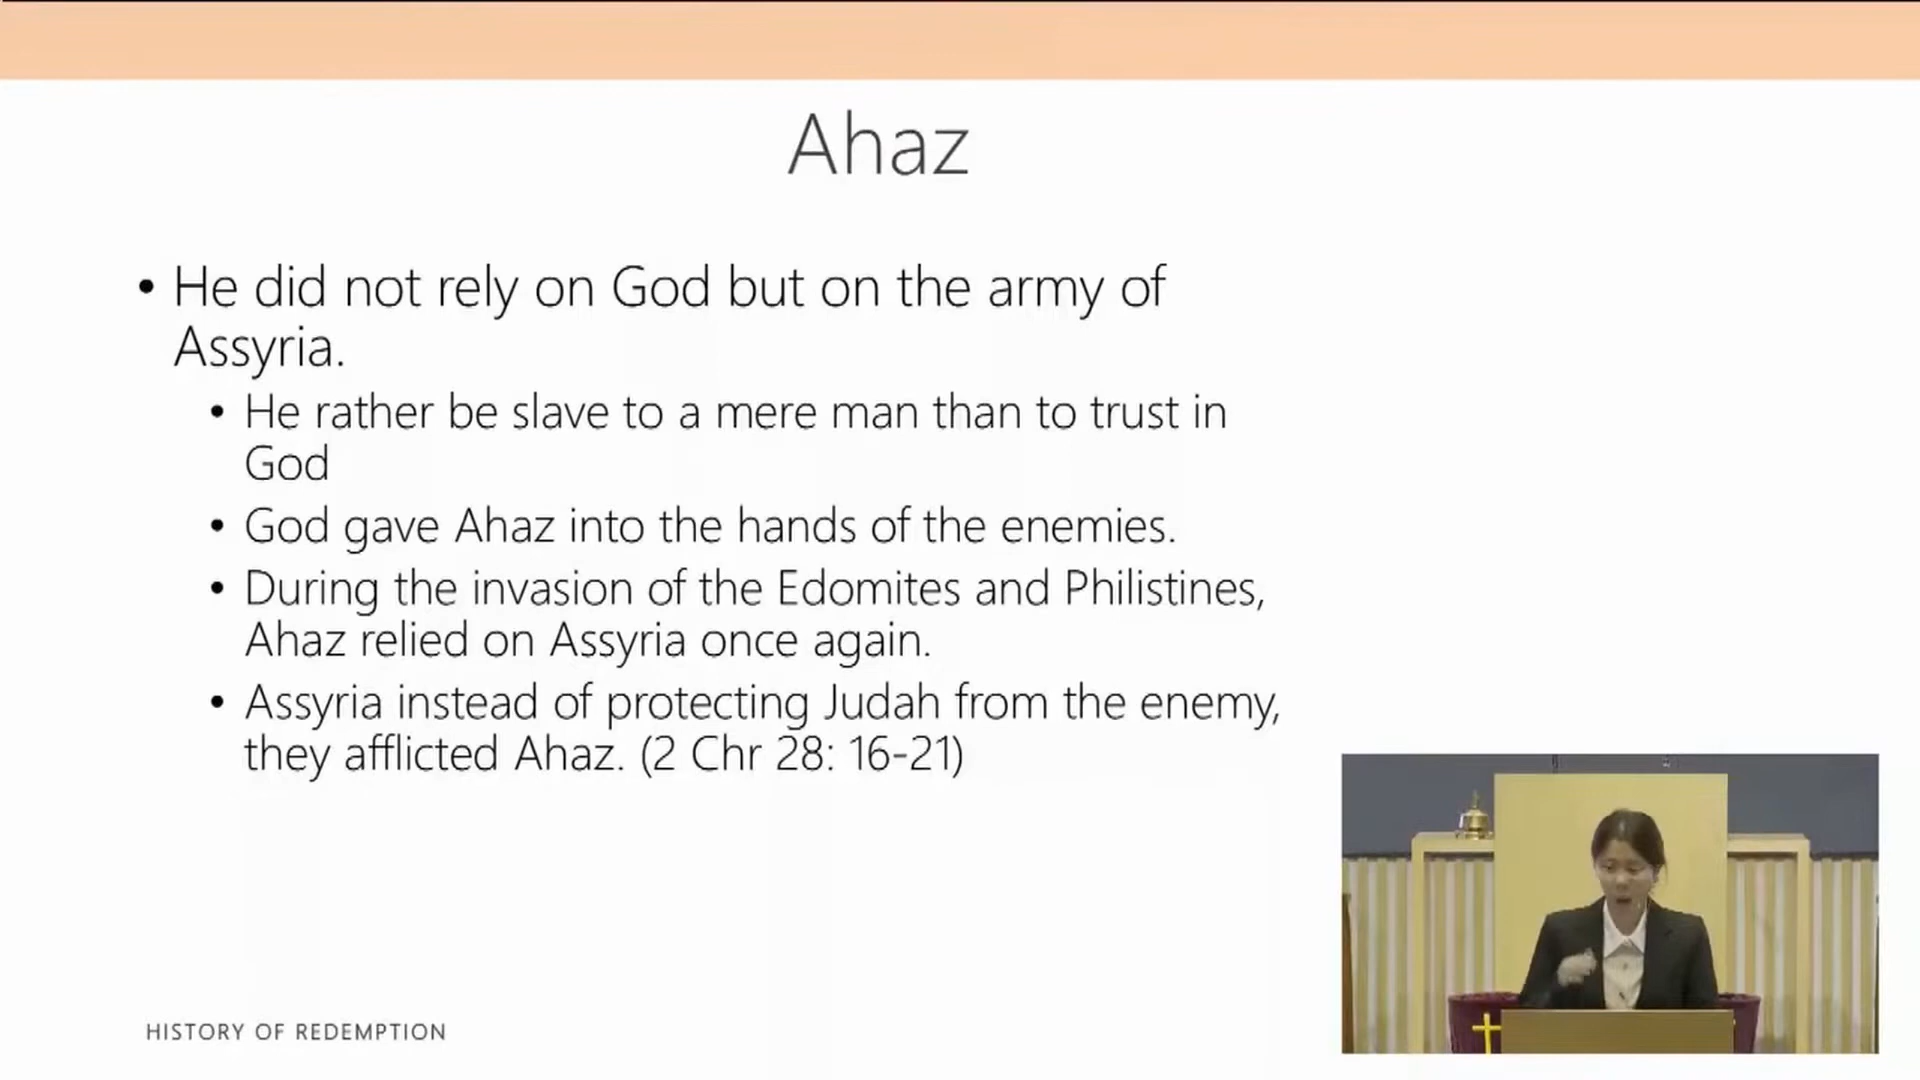 Ahaz
• He did not rely on God but on the army of
Assyria.
• He rather be slave to a mere man than to trust in
God
• God gave Ahaz into the hands of the enemies.
• During the invasion of the Edomites and Philistines,
Ahaz relied on Assyria once again.
• Assyria instead of protecting Judah from the enemy,
they afflicted Ahaz. (2 Chr 28: 16-21)
HISTORY OF REDEMPTION